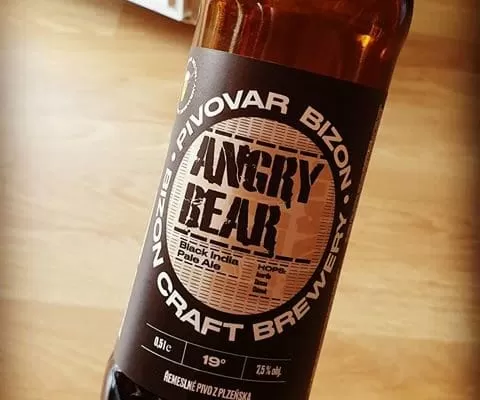 PIVOVAR BIZON • BIZON CRAFT BREWERY •
ANGRY
BEAR
Black India
Pale Ale
HOPS:
0,5l e
19°
7,5% obj.
ŘEMESLNÉ PIVO Z PLZEŇSKA